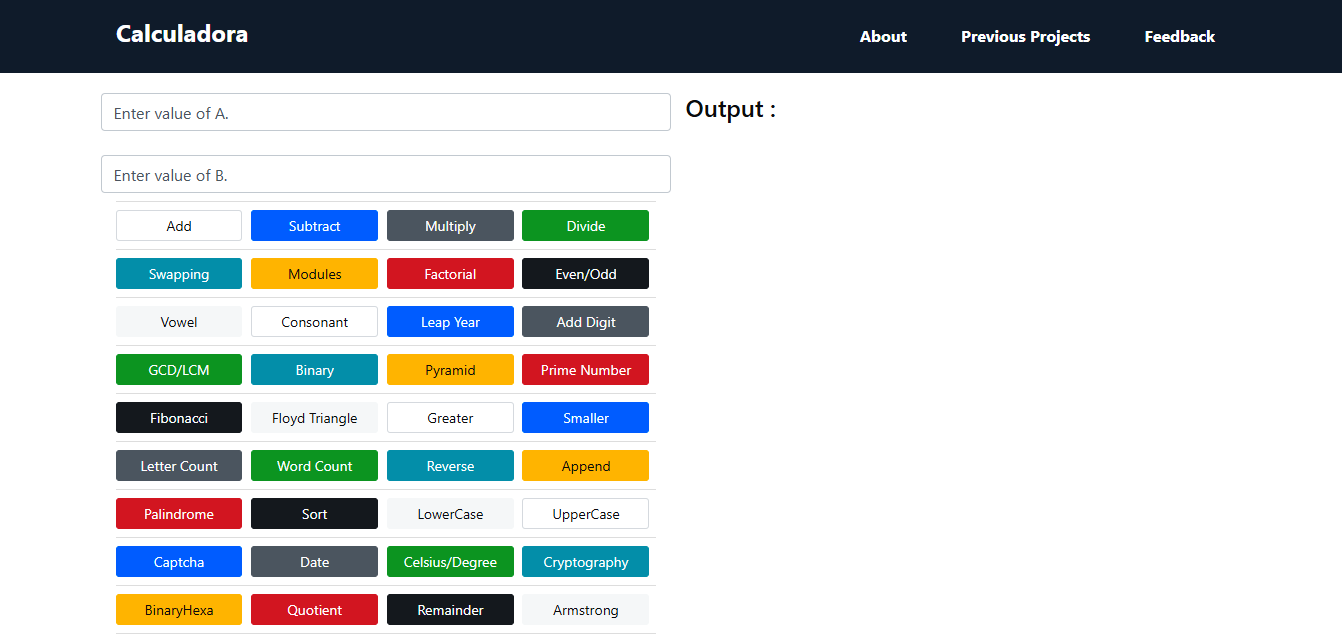 Calculadora About Previous Projects Feedback
Enter value of A. Output :
Enter value of B.
Add Subtract Multiply Divide
Swapping Modules Factorial Even/Odd
Vowel Consonant Leap Year Add Digit
GCD/LCM Binary Pyramid Prime Number
Fibonacci Floyd Triangle Greater Smaller
Letter Count Word Count Reverse Append
Palindrome Sort LowerCase UpperCase
Captcha Date Celsius/Degree Cryptography
BinaryHexa Quotient Remainder Armstrong